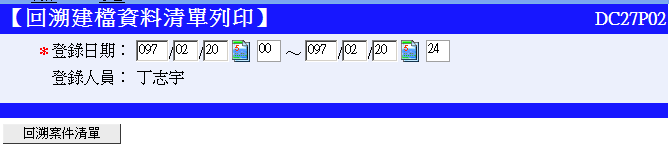 【回溯建檔資料清單列印】 DC27P02
*登錄日期： 097/02/20 00 ～ 097/02/20 24
登錄人員： 丁志宇
回溯案件清單